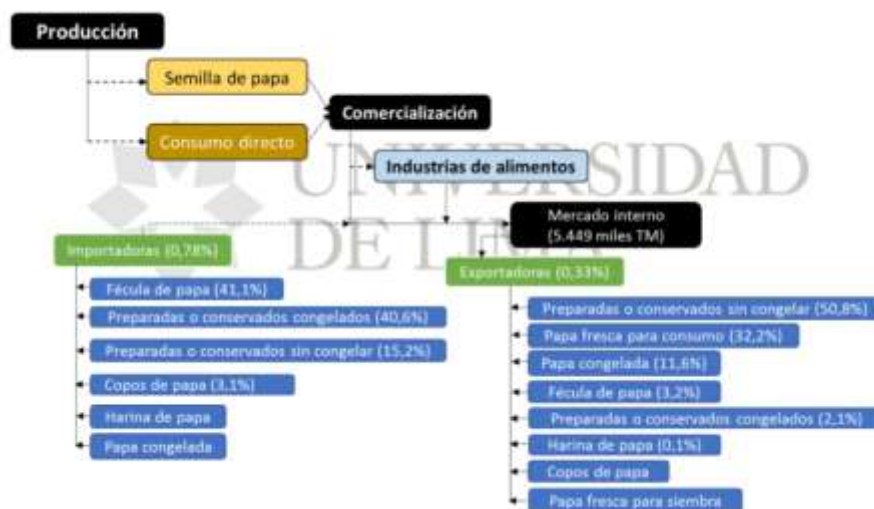 Producción
Semilla de papa
Consumo directo
Comercialización
Industrias de alimentos
UNIVERSIDAD
DE LIMA
Mercado interno
(5.449 miles TM)
Importadoras (0,78%)
Fécula de papa (41,1%)
Preparadas o conservados congelados (40,6%)
Preparadas o conservados sin congelar (15,2%)
Copos de papa (3,1%)
Harina de papa
Papa congelada
Exportadoras (0,33%)
Preparadas o conservados sin congelar (50,8%)
Papa fresca para consumo (32,2%)
Papa congelada (11,6%)
Fécula de papa (3,2%)
Preparadas o conservados congelados (2,1%)
Harina de papa (0,1%)
Copos de papa
Papa fresca para siembra